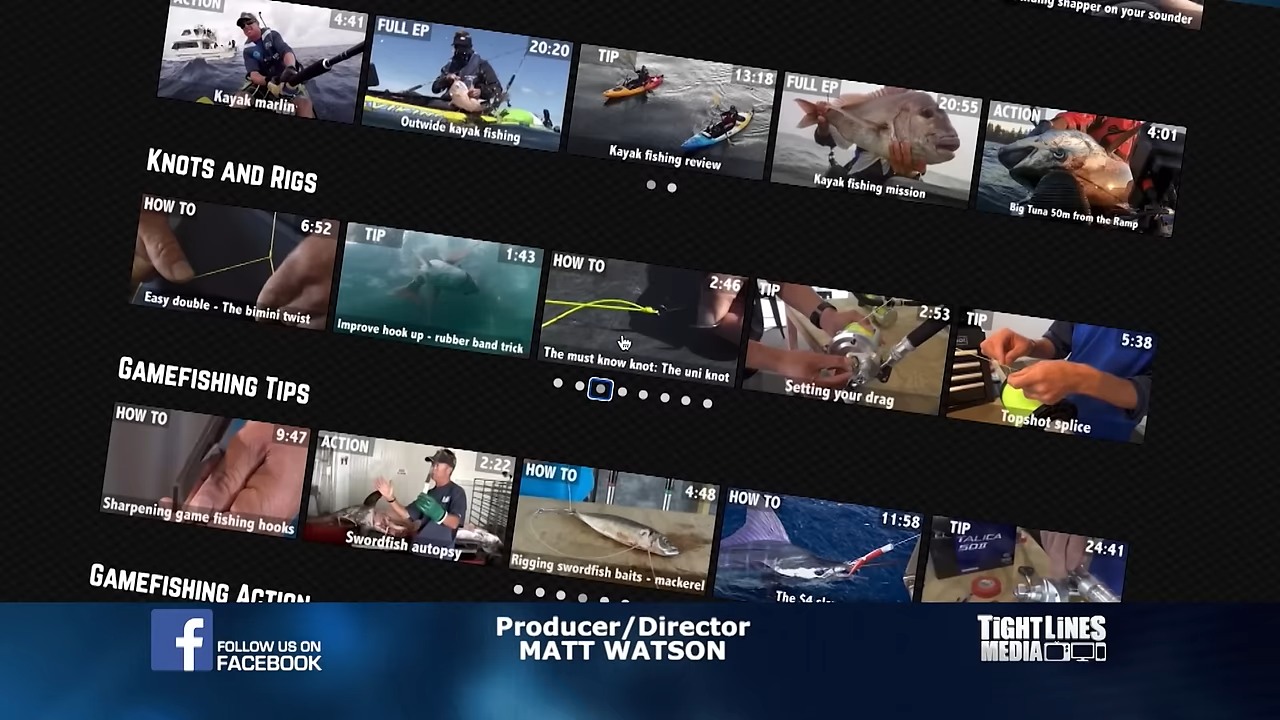 snapper on your sounder
ACTION
4:41
Kayak marlin
FULL EP
20:20
Outwide kayak fishing
TIP
13:18
Kayak fishing review
FULL EP
20:55
Kayak fishing mission
ACTION
4:01
Big Tuna 50m from the Ramp
KNOTS AND RIGS
HOW TO
6:52
Easy double - The bimini twist
TIP
1:43
Improve hook up - rubber band trick
HOW TO
2:46
The must know knot: The uni knot
TIP
2:53
Setting your drag
TIP
5:38
Topshot splice
GAMEFISHING TIPS
HOW TO
9:47
Sharpening game fishing hooks
ACTION
2:22
Swordfish autopsy
HOW TO
4:48
Rigging swordfish baits - mackerel
HOW TO
11:58
The $4
TIP
24:41
TALICA
50II
GAMEFISHING ACTION
FOLLOW US ON
FACEBOOK
Producer/Director
MATT WATSON
TIGHT LINES
MEDIA